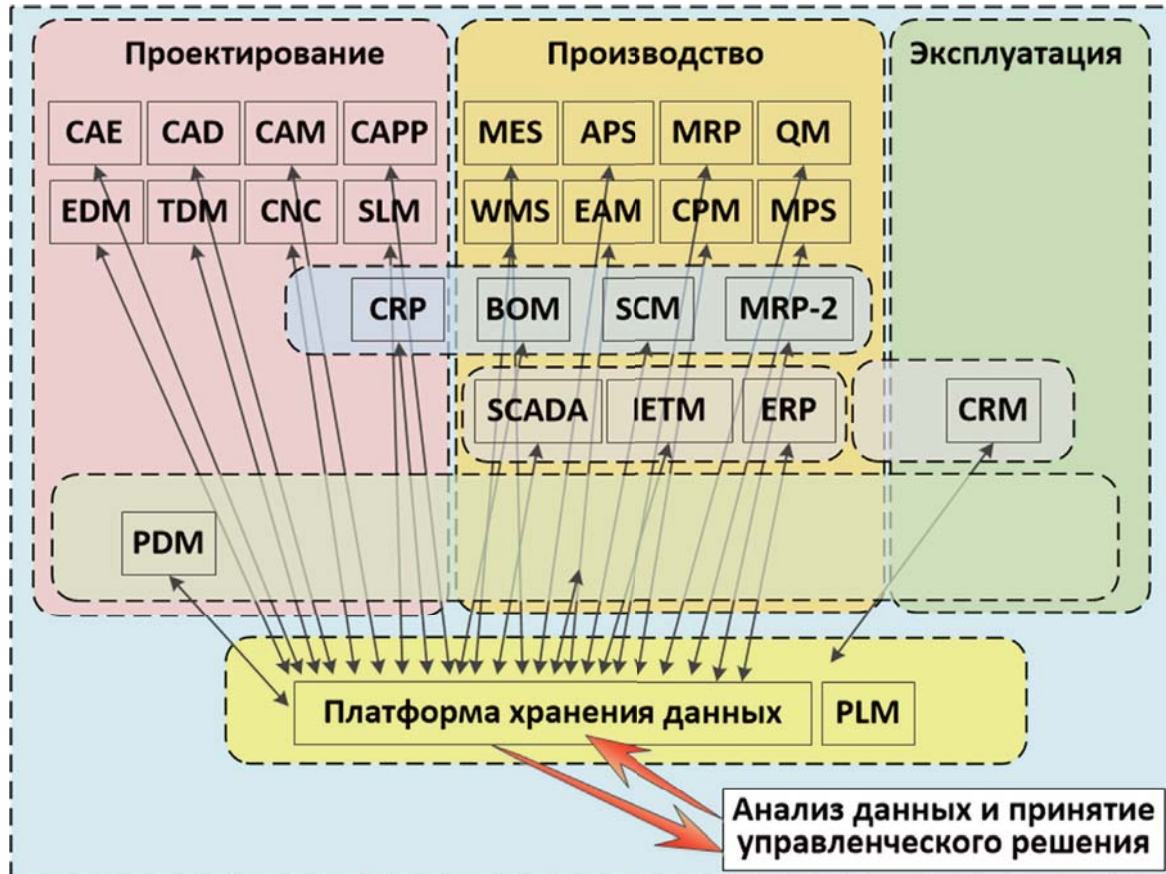 Проектирование
Производство
Эксплуатация
CAE CAD CAM CAPP
MES APS MRP QM
EDM TDM CNC SLM
WMS EAM CPM MPS
CRP BOM SCM MRP-2
SCADA IETM ERP CRM
PDM
Платформа хранения данных PLM
Анализ данных и принятие
управленческого решения